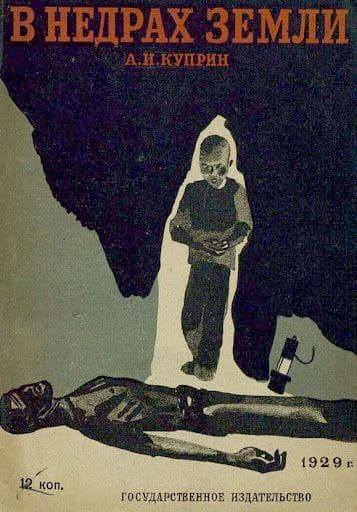 В НЕДРАХ ЗЕМЛИ
А. И. КУПРИН
1929 г.
12 коп.
ГОСУДАРСТВЕННОЕ ИЗДАТЕЛЬСТВО